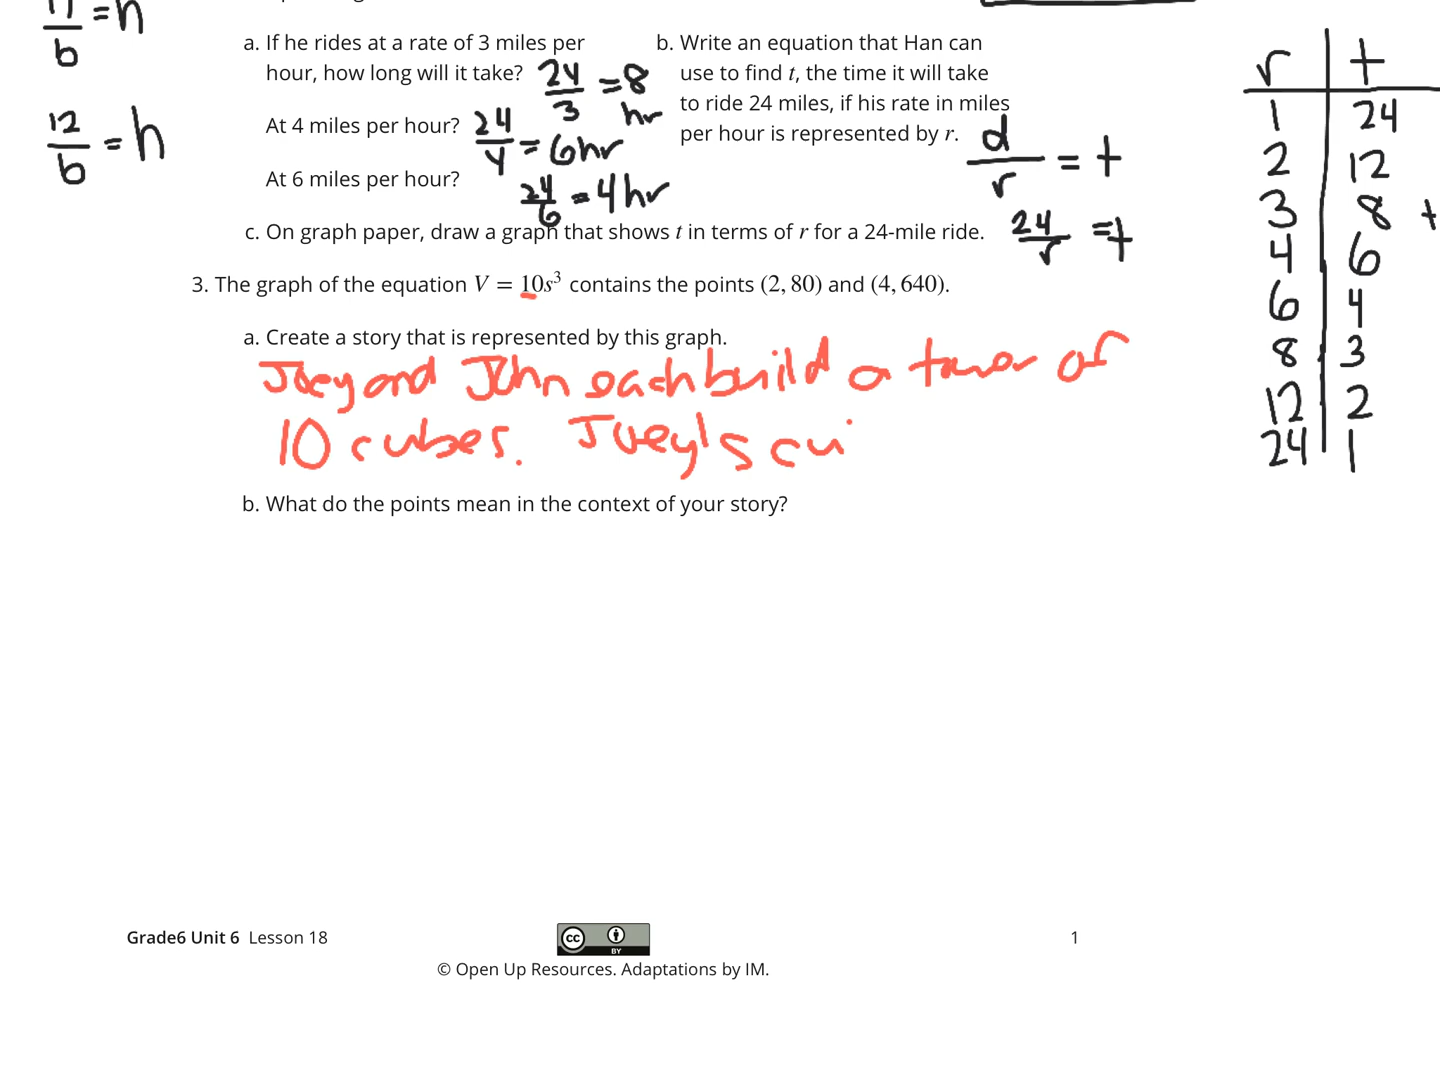 = h
b
a. If he rides at a rate of 3 miles per
hour, how long will it take? 24/3 = 8 hr
At 4 miles per hour? 24/4 = 6hr
At 6 miles per hour? 24/6 = 4hr
12/b = h
b. Write an equation that Han can
use to find t, the time it will take
to ride 24 miles, if his rate in miles
per hour is represented by r. d/r = t
c. On graph paper, draw a graph that shows t in terms of r for a 24-mile ride. 24/r = t
3. The graph of the equation V = 10s³ contains the points (2, 80) and (4, 640).
a. Create a story that is represented by this graph.
Joey and John each build a tower of
10 cubes. Joey's cu
b. What do the points mean in the context of your story?
r t
1 24
2 12
3 8 t
4 6
6 4
8 3
12 2
24 1
Grade6 Unit 6 Lesson 18
cc BY
1
© Open Up Resources. Adaptations by IM.